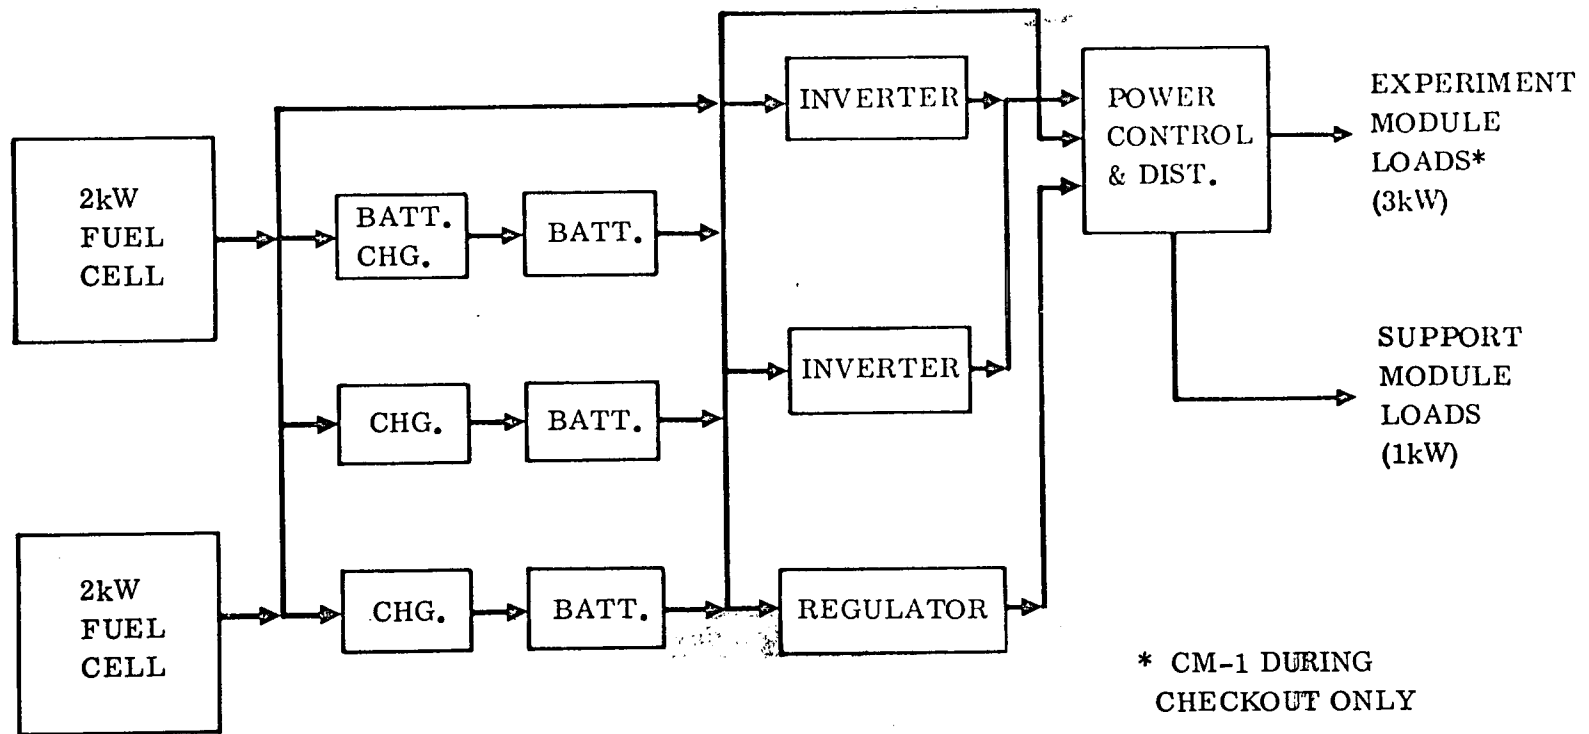 2kW
FUEL
CELL
BATT.
CHG.
BATT.
INVERTER
POWER
CONTROL
& DIST.
EXPERIMENT
MODULE
LOADS*
(3kW)
CHG.
BATT.
INVERTER
SUPPORT
MODULE
LOADS
(1kW)
2kW
FUEL
CELL
CHG.
BATT.
REGULATOR
* CM-1 DURING
CHECKOUT ONLY